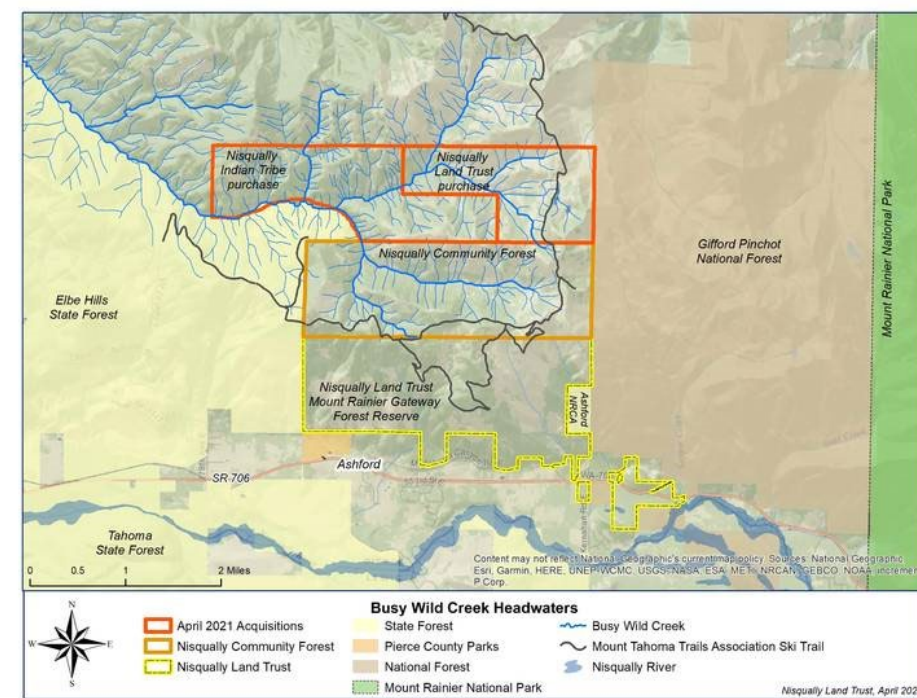 Nisqually
Indian Tribe
purchase
Nisqually
Land Trust
purchase
Nisqually Community Forest
Gifford Pinchot
National Forest
Mount Rainier National Park
Elbe Hills
State Forest
Nisqually Land Trust
Mount Rainier Gateway
Forest Reserve
Ashford
NRCA
Ashford
SR 706
Tahoma
State Forest
0 0.5 1 2 Miles
Content may not reflect National Geographic's current map policy. Sources: National Geographic,
Esri, Garmin, HERE, UNEP-WCMC, USGS, NASA, ESA, METI, NRCAN, GEBCO, NOAA, increment
P Corp.
Busy Wild Creek Headwaters
N
W E
S
April 2021 Acquisitions
Nisqually Community Forest
Nisqually Land Trust
State Forest
Pierce County Parks
National Forest
Mount Rainier National Park
Busy Wild Creek
Mount Tahoma Trails Association Ski Trail
Nisqually River
Nisqually Land Trust, April 202